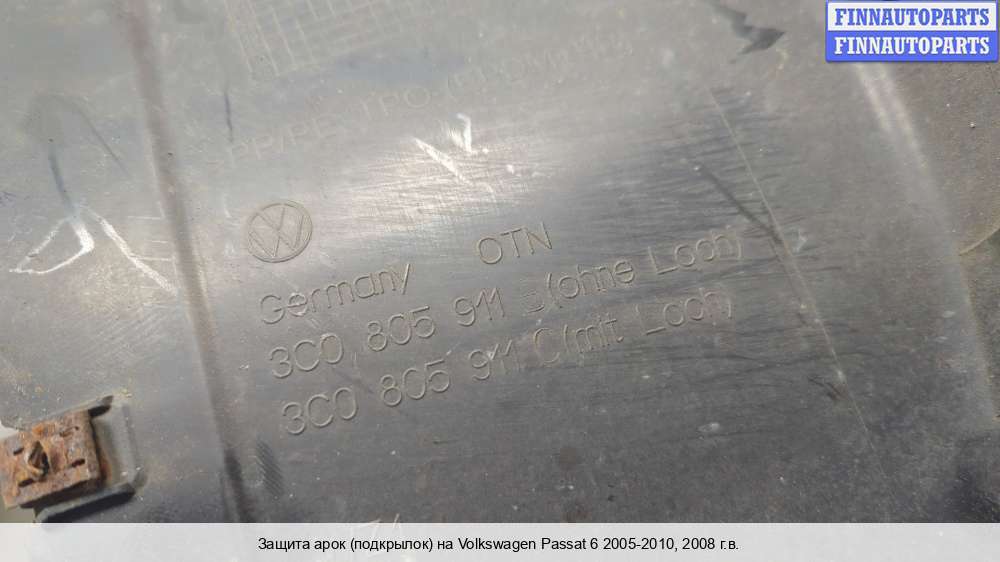 FINNAUTOPARTS
FINNAUTOPARTS
Germany OTN
3C0 805 911 (ohne Loch)
3C0 805 911 C (mit Loch)
Защита арок (подкрылок) на Volkswagen Passat 6 2005-2010, 2008 г.в.